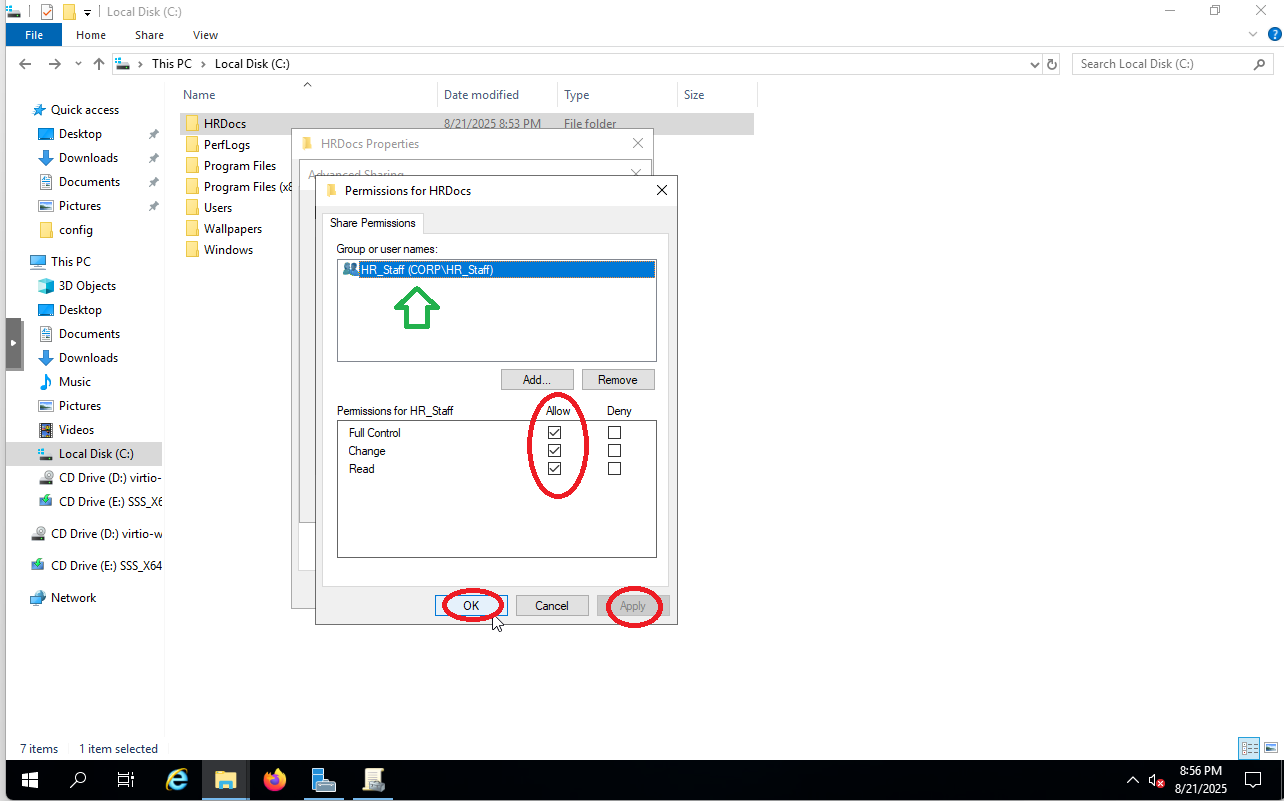 Local Disk (C:)
File Home Share View
This PC Local Disk (C:) Search Local Disk (C:)
Name Date modified Type Size
Quick access
Desktop
Downloads
Documents
Pictures
config
This PC
3D Objects
Desktop
Documents
Downloads
Music
Pictures
Videos
Local Disk (C:)
CD Drive (D:) virtio-
CD Drive (E:) SSS_X6
CD Drive (D:) virtio-w
CD Drive (E:) SSS_X64
Network
HRDocs 8/21/2025 8:53 PM File folder
PerfLogs
Program Files
Program Files (x8
Users
Wallpapers
Windows
HRDocs Properties
Advanced Sharing
Permissions for HRDocs
Share Permissions
Group or user names:
HR_Staff (CORP\HR_Staff)
Add... Remove
Permissions for HR_Staff Allow Deny
Full Control
Change
Read
OK Cancel Apply
7 items 1 item selected
8:56 PM
8/21/2025